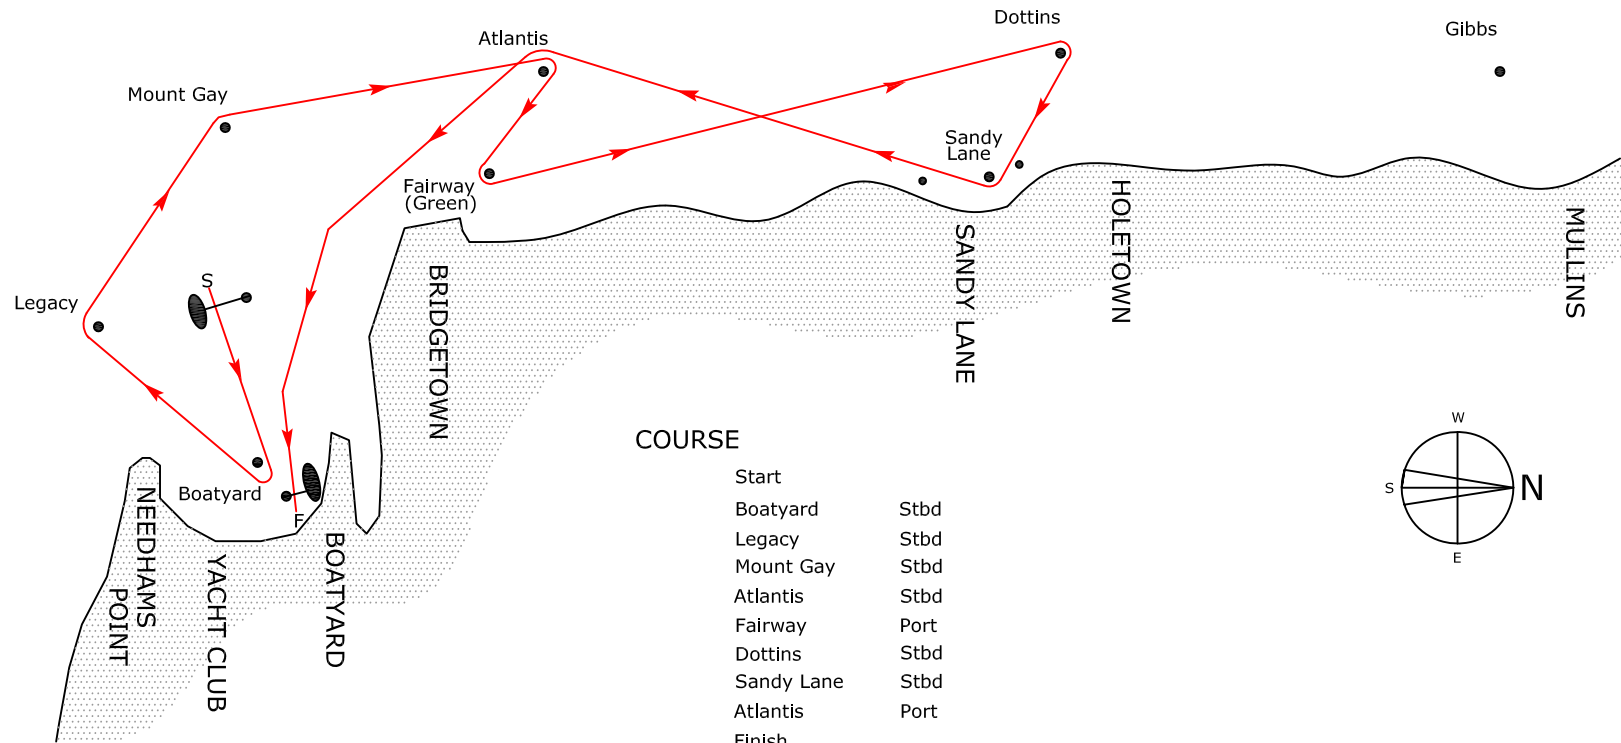 Dottins
Gibbs
Atlantis
Mount Gay
Sandy
Lane
Fairway
(Green)
S
Legacy
Boatyard
F
NEEDHAMS
POINT
YACHT CLUB
BOATYARD
BRIDGETOWN
SANDY LANE
HOLETOWN
MULLINS
W
S
N
E
COURSE
Start
Boatyard Stbd
Legacy Stbd
Mount Gay Stbd
Atlantis Stbd
Fairway Port
Dottins Stbd
Sandy Lane Stbd
Atlantis Port
Finish